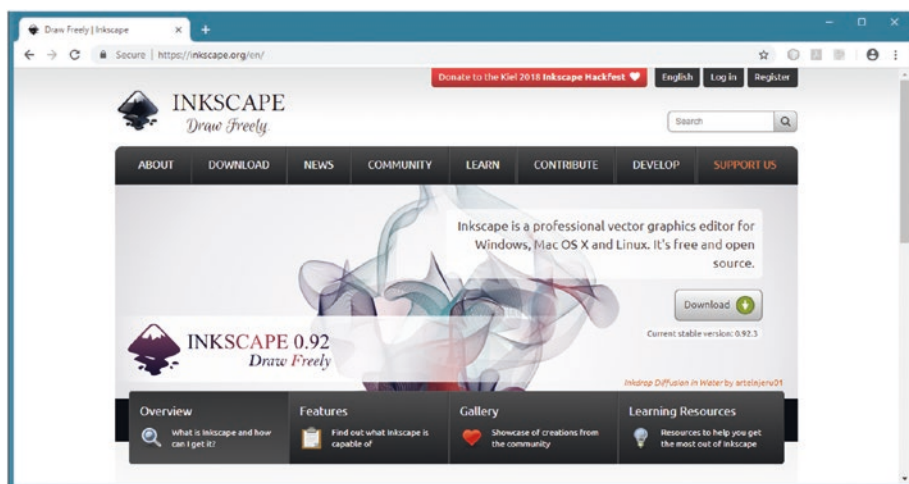 Draw Freely | Inkscape
Secure | https://inkscape.org/en/
Donate to the Kiel 2018 Inkscape Hackfest
English
Log in
Register
INKSCAPE
Draw Freely
Search
ABOUT
DOWNLOAD
NEWS
COMMUNITY
LEARN
CONTRIBUTE
DEVELOP
SUPPORT US
Inkscape is a professional vector graphics editor for
Windows, Mac OS X and Linux. It's free and open
source.
Download
Current stable version: 0.92.3
INKSCAPE 0.92
Draw Freely
Inkdrop Diffusion in Water by arteinjeru01
Overview
What is Inkscape and how
can I get it?
Features
Find out what Inkscape is
capable of
Gallery
Showcase of creations from
the community
Learning Resources
Resources to help you get
the most out of Inkscape